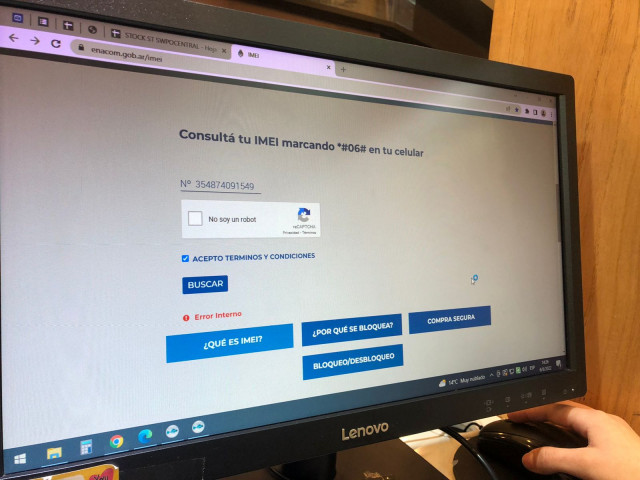 STOCK ST SWPOCENTRAL - Hoja
IMEI
enacom.gob.ar/imei
Consultá tu IMEI marcando *#06# en tu celular
Nº 354874091549
No soy un robot
reCAPTCHA
Privacidad - Términos
ACEPTO TERMINOS Y CONDICIONES
BUSCAR
Error Interno
¿QUÉ ES IMEI?
¿POR QUÉ SE BLOQUEA?
COMPRA SEGURA
BLOQUEO/DESBLOQUEO
14°C Muy nublado
ESP
Lenovo